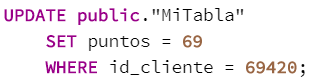 UPDATE public."MiTabla"
SET puntos = 69
WHERE id_cliente = 69420;